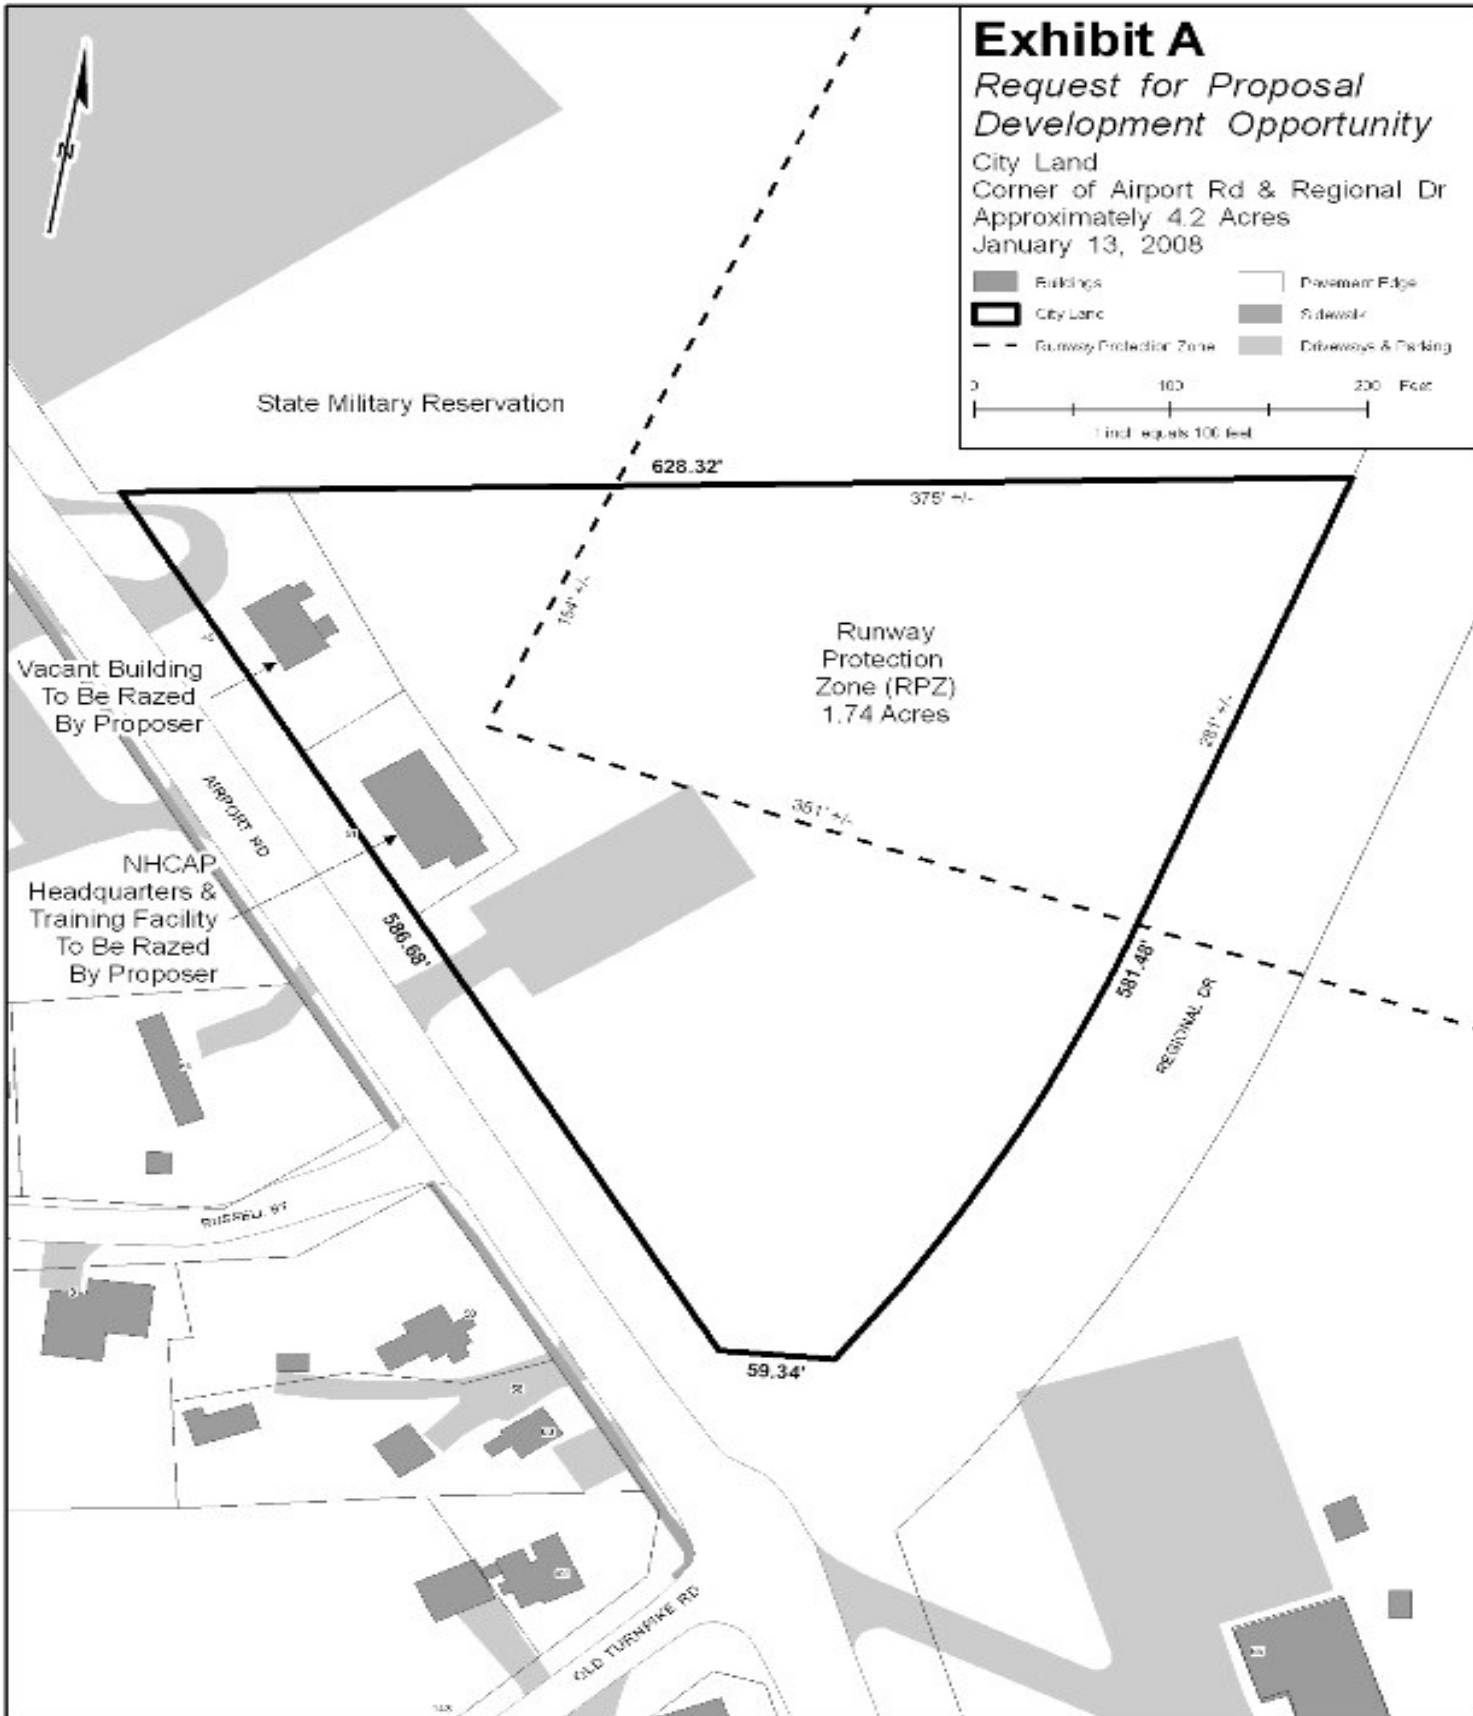 Exhibit A
Request for Proposal
Development Opportunity
City Land
Corner of Airport Rd & Regional Dr
Approximately 4.2 Acres
January 13, 2008
Buildings
Pavement Edge
City Land
Sidewalk
Runway Protection Zone
Driveways & Parking
0 100 200 Feet
1 inch equals 100 feet
N
State Military Reservation
628.32'
375' +/-
154' +/-
Runway
Protection
Zone (RPZ)
1.74 Acres
281' +/-
351' +/-
Vacant Building
To Be Razed
By Proposer
AIRPORT RD
NHCAP
Headquarters &
Training Facility
To Be Razed
By Proposer
586.68'
581.48'
REGIONAL DR
RUSSELL ST
59.34'
OLD TURNPIKE RD